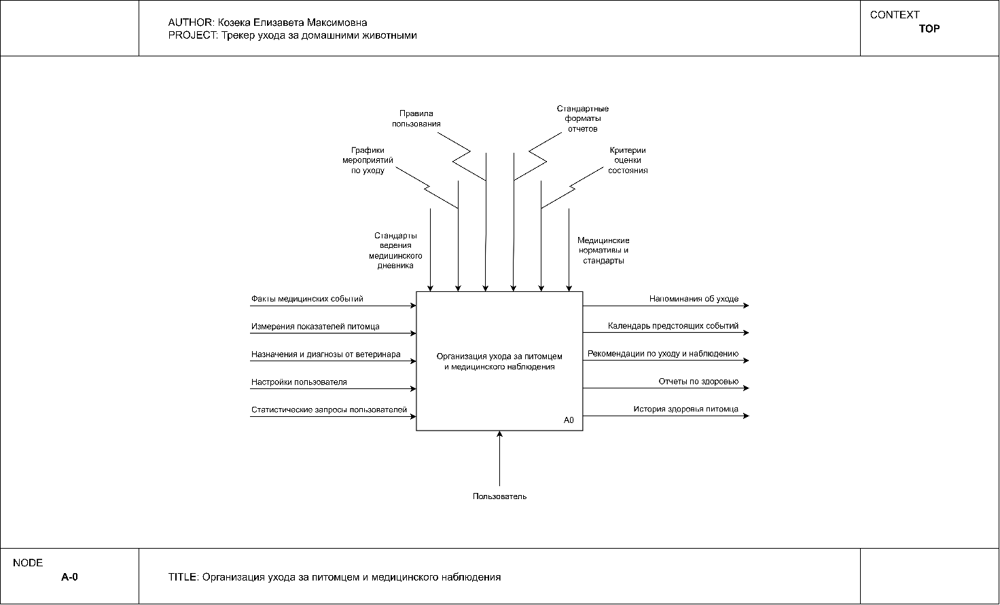 AUTHOR: Козека Елизавета Максимовна
PROJECT: Трекер ухода за домашними животными
CONTEXT
TOP
Правила
пользования
Стандартные
форматы
отчетов
Графики
мероприятий
по уходу
Критерии
оценки
состояния
Стандарты
ведения
медицинского
дневника
Медицинские
нормативы и
стандарты
Факты медицинских событий
Измерения показателей питомца
Назначения и диагнозы от ветеринара
Настройки пользователя
Статистические запросы пользователей
Организация ухода за питомцем
и медицинского наблюдения
A0
Напоминания об уходе
Календарь предстоящих событий
Рекомендации по уходу и наблюдению
Отчеты по здоровью
История здоровья питомца
Пользователь
NODE
A-0
TITLE: Организация ухода за питомцем и медицинского наблюдения